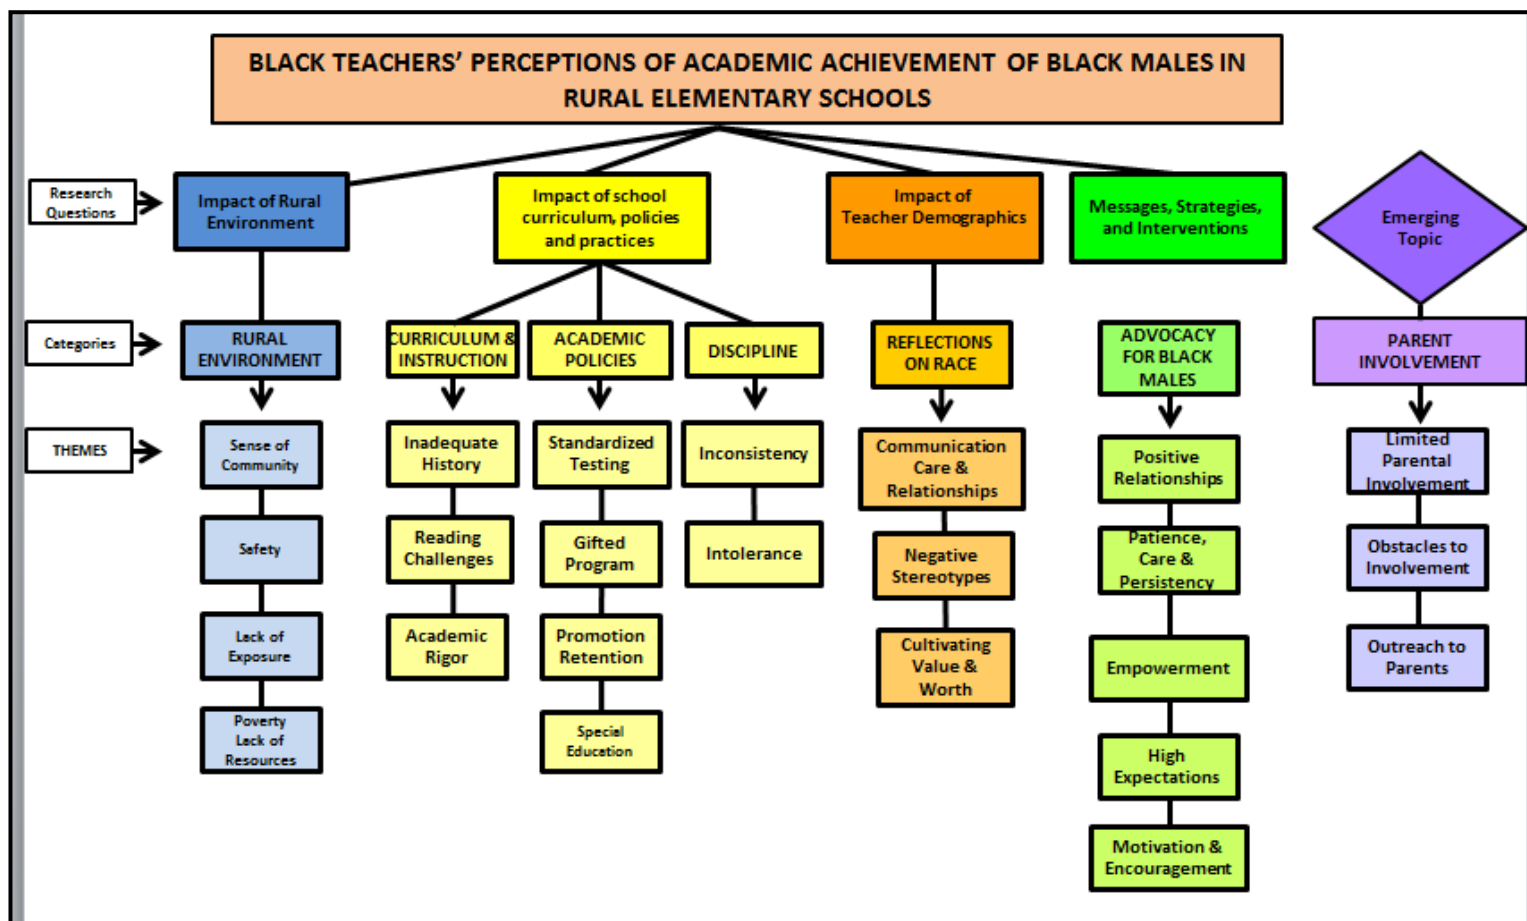 BLACK TEACHERS' PERCEPTIONS OF ACADEMIC ACHIEVEMENT OF BLACK MALES IN
RURAL ELEMENTARY SCHOOLS
Research
Questions
Impact of Rural
Environment
Impact of school
curriculum, policies
and practices
Impact of
Teacher Demographics
Messages, Strategies,
and Interventions
Emerging
Topic
Categories
RURAL
ENVIRONMENT
CURRICULUM &
INSTRUCTION
ACADEMIC
POLICIES
DISCIPLINE
REFLECTIONS
ON RACE
ADVOCACY
FOR BLACK
MALES
PARENT
INVOLVEMENT
THEMES
Sense of
Community
Safety
Lack of
Exposure
Poverty
Lack of
Resources
Inadequate
History
Reading
Challenges
Academic
Rigor
Standardized
Testing
Gifted
Program
Promotion
Retention
Special
Education
Inconsistency
Intolerance
Communication
Care &
Relationships
Negative
Stereotypes
Cultivating
Value &
Worth
Positive
Relationships
Patience,
Care &
Persistency
Empowerment
High
Expectations
Motivation &
Encouragement
Limited
Parental
Involvement
Obstacles to
Involvement
Outreach to
Parents